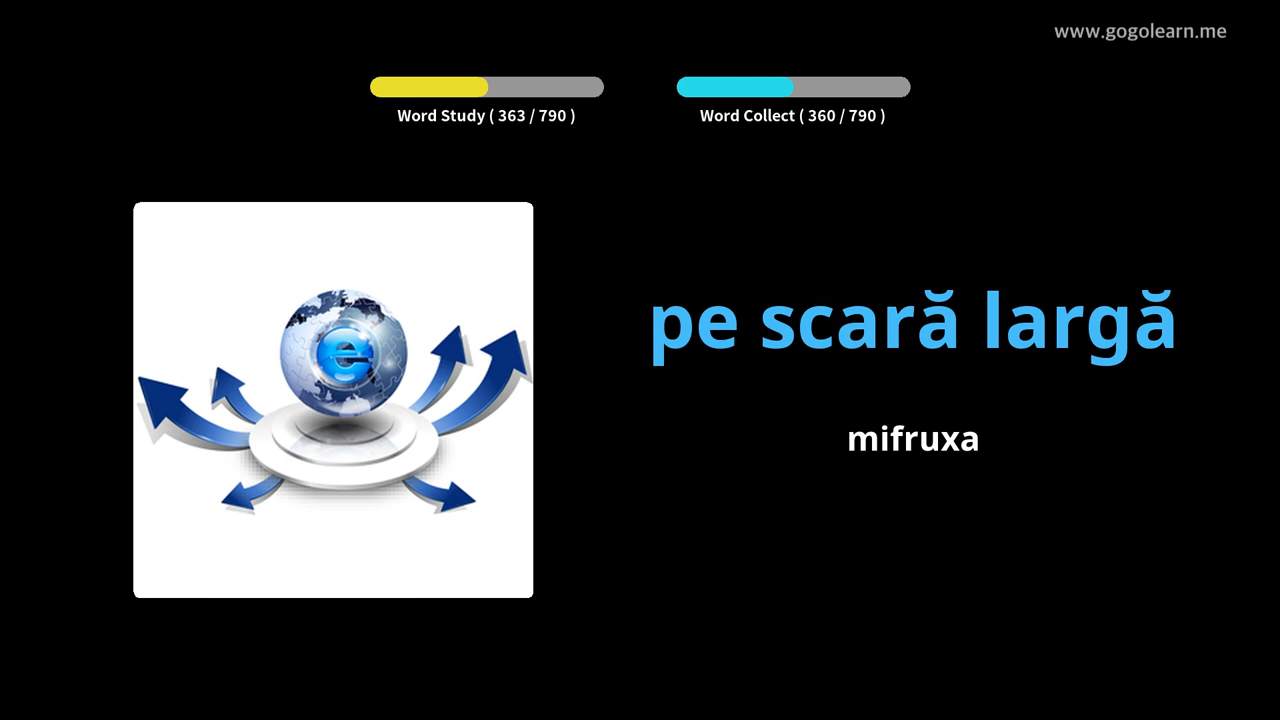 www.gogolearn.me
Word Study ( 363 / 790 )
Word Collect ( 360 / 790 )
e
pe scară largă
mifruxa